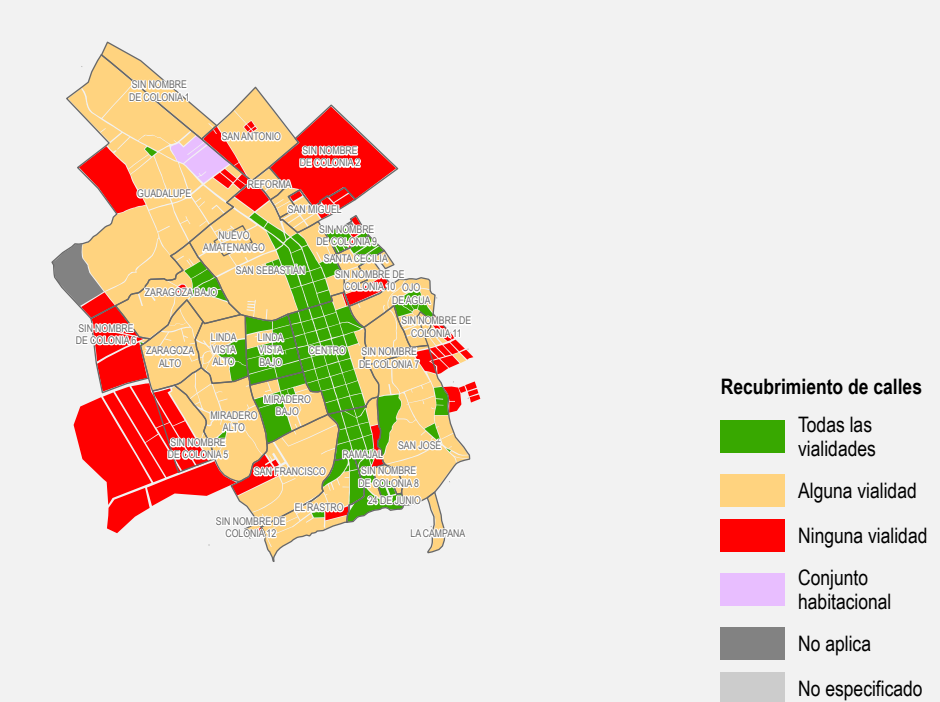 SIN NOMBRE
DE COLONIA 1
SAN ANTONIO
SIN NOMBRE
DE COLONIA 2
REFORMA
GUADALUPE
SAN MIGUEL
NUEVO
AMATENANGO
SIN NOMBRE
DE COLONIA 9
SANTA CECILIA
SAN SEBASTIÁN
SIN NOMBRE DE
COLONIA 10
OJO
DE AGUA
ZARAGOZA BAJO
SIN NOMBRE
DE COLONIA 6
SIN NOMBRE DE
COLONIA 11
LINDA
VISTA
ALTO
LINDA
VISTA
BAJO
CENTRO
ZARAGOZA
ALTO
SIN NOMBRE
DE COLONIA 7
MIRADERO
BAJO
MIRADERO
ALTO
SIN NOMBRE
DE COLONIA 5
SAN JOSÉ
RAMAJAL
SAN FRANCISCO
SIN NOMBRE
DE COLONIA 8
24 DE JUNIO
EL RASTRO
SIN NOMBRE DE
COLONIA 12
LA CAMPANA
Recubrimiento de calles
Todas las
vialidades
Alguna vialidad
Ninguna vialidad
Conjunto
habitacional
No aplica
No especificado